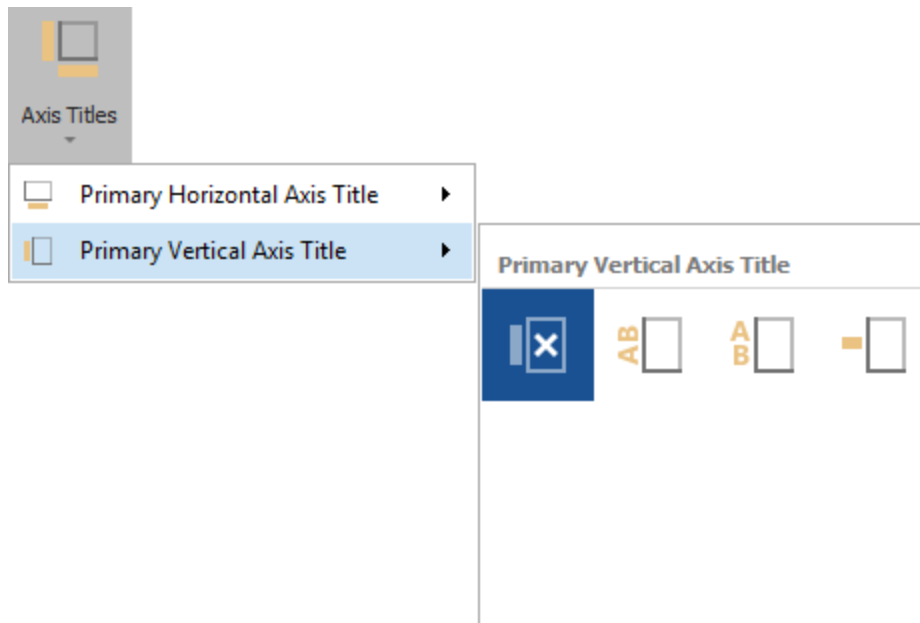 Axis Titles
Primary Horizontal Axis Title
Primary Vertical Axis Title
Primary Vertical Axis Title
AB
A
B